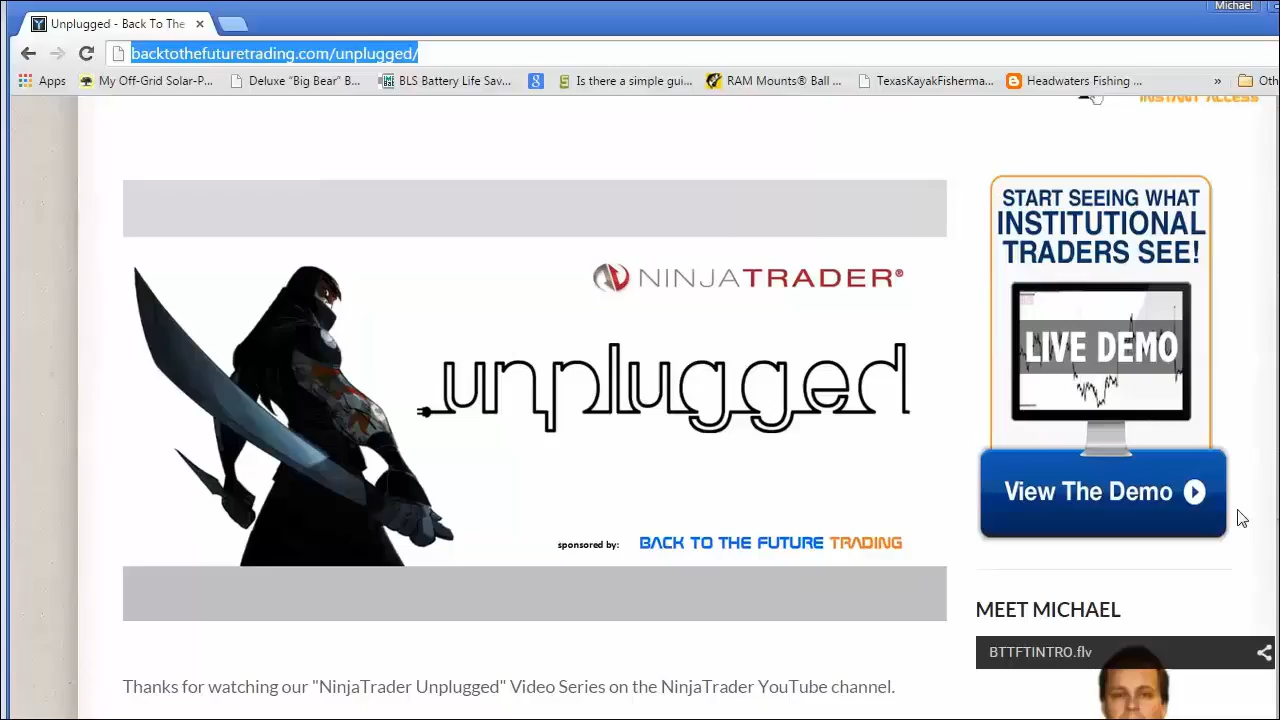 Michael
Unplugged - Back To The
backtothefuturetrading.com/unplugged/
Apps
My Off-Grid Solar-P...
Deluxe “Big Bear” B...
BLS Battery Life Sav...
Is there a simple gui...
RAM Mounts® Ball ...
TexasKayakFisherma...
Headwaters Fishing ...
»
Oth
INSTANT ACCESS
START SEEING WHAT
INSTITUTIONAL
TRADERS SEE!
LIVE DEMO
View The Demo
NINJATRADER®
unplugged
sponsored by: BACK TO THE FUTURE TRADING
MEET MICHAEL
BTTFTINTRO.flv
Thanks for watching our "NinjaTrader Unplugged" Video Series on the NinjaTrader YouTube channel.